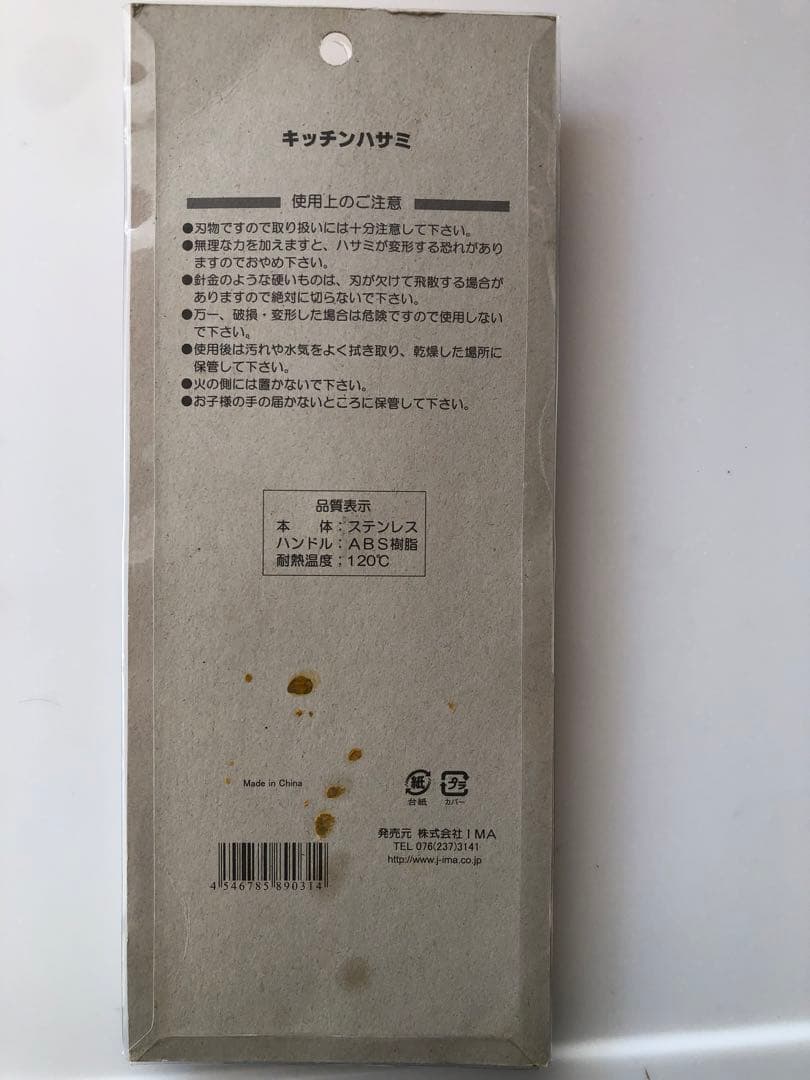 キッチンハサミ
使用上のご注意
●刃物ですので取り扱いには十分注意して下さい。
●無理な力を加えますと、ハサミが変形する恐れがあり
ますのでおやめ下さい。
●針金のような硬いものは、刃が欠けて飛散する場合が
ありますので絶対に切らないで下さい。
●万一、破損・変形した場合は危険ですので使用しない
で下さい。
●使用後は汚れや水気をよく拭き取り、乾燥した場所に
保管して下さい。
●火の側には置かないで下さい。
●お子様の手の届かないところに保管して下さい。
品質表示
本　体：ステンレス
ハンドル：ABS樹脂
耐熱温度；120℃
Made in China
紙 プラ
台紙 カバー
発売元 株式会社IMA
TEL 076(237)3141
http://www.j-ima.co.jp
4 546785 890314